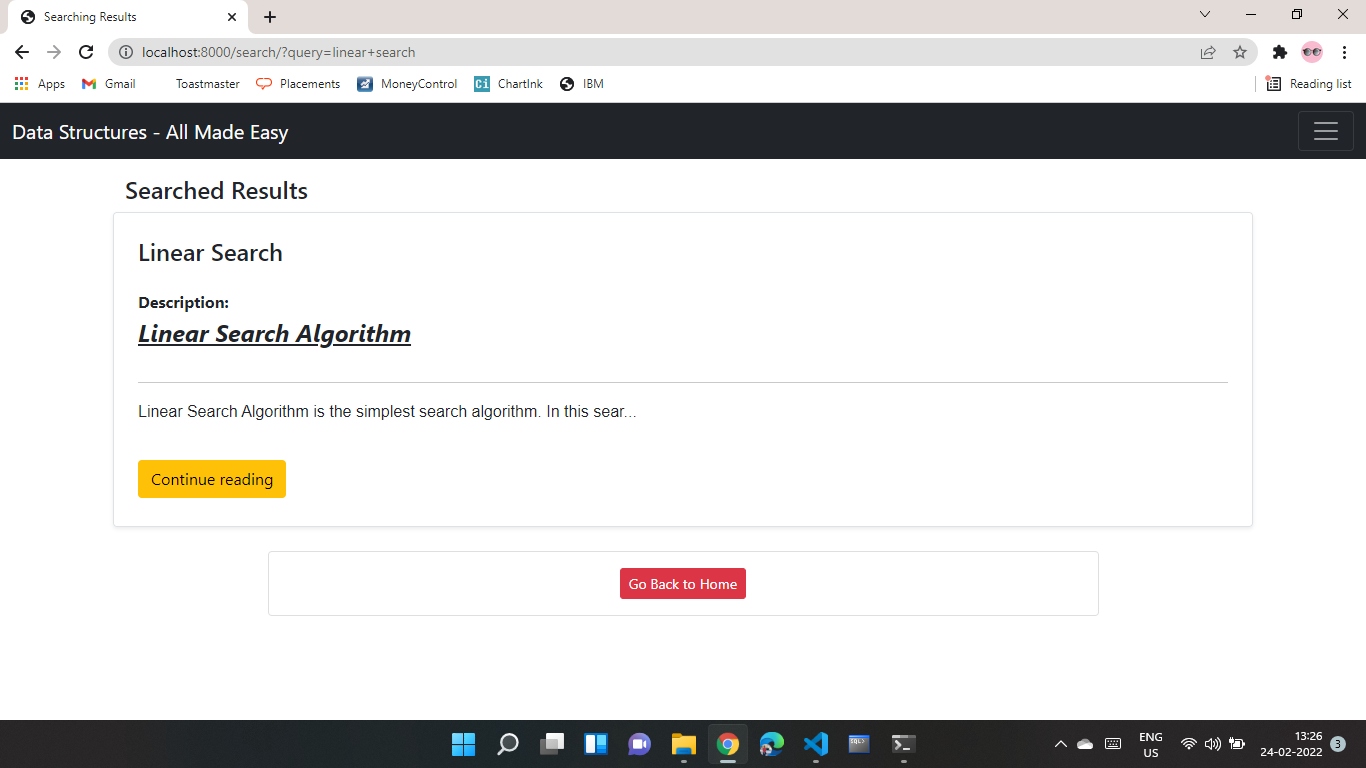 Searching Results
localhost:8000/search/?query=linear+search
Apps Gmail Toastmaster Placements MoneyControl Ci ChartInk IBM Reading list
Data Structures - All Made Easy
Searched Results
Linear Search
Description:
Linear Search Algorithm
Linear Search Algorithm is the simplest search algorithm. In this sear...
Continue reading
Go Back to Home
ENG
US
13:26
24-02-2022
3